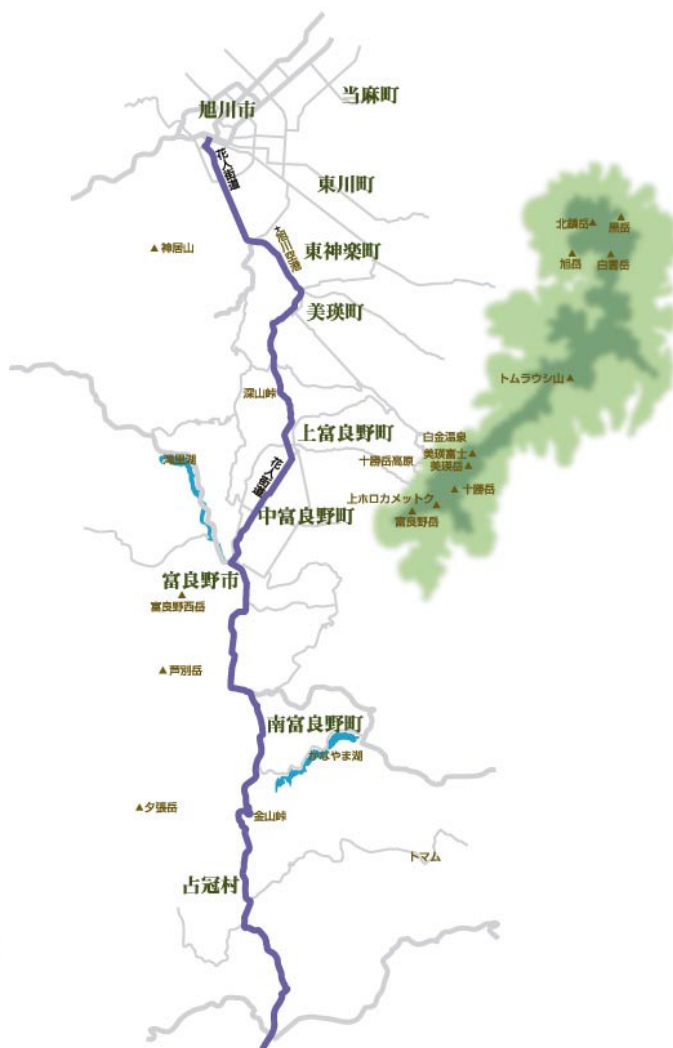 当麻町
旭川市
花人街道
東川町
北鎮岳
黒岳
旭川空港
東神楽町
神居山
旭岳
白雲岳
美瑛町
トムラウシ山
深山峠
上富良野町
白金温泉
美瑛富士
十勝岳高原
美瑛岳
花人街道
十勝岳
上ホロカメットク
中富良野町
富良野岳
滝里湖
富良野市
富良野西岳
芦別岳
南富良野町
かなやま湖
夕張岳
金山峠
トマム
占冠村